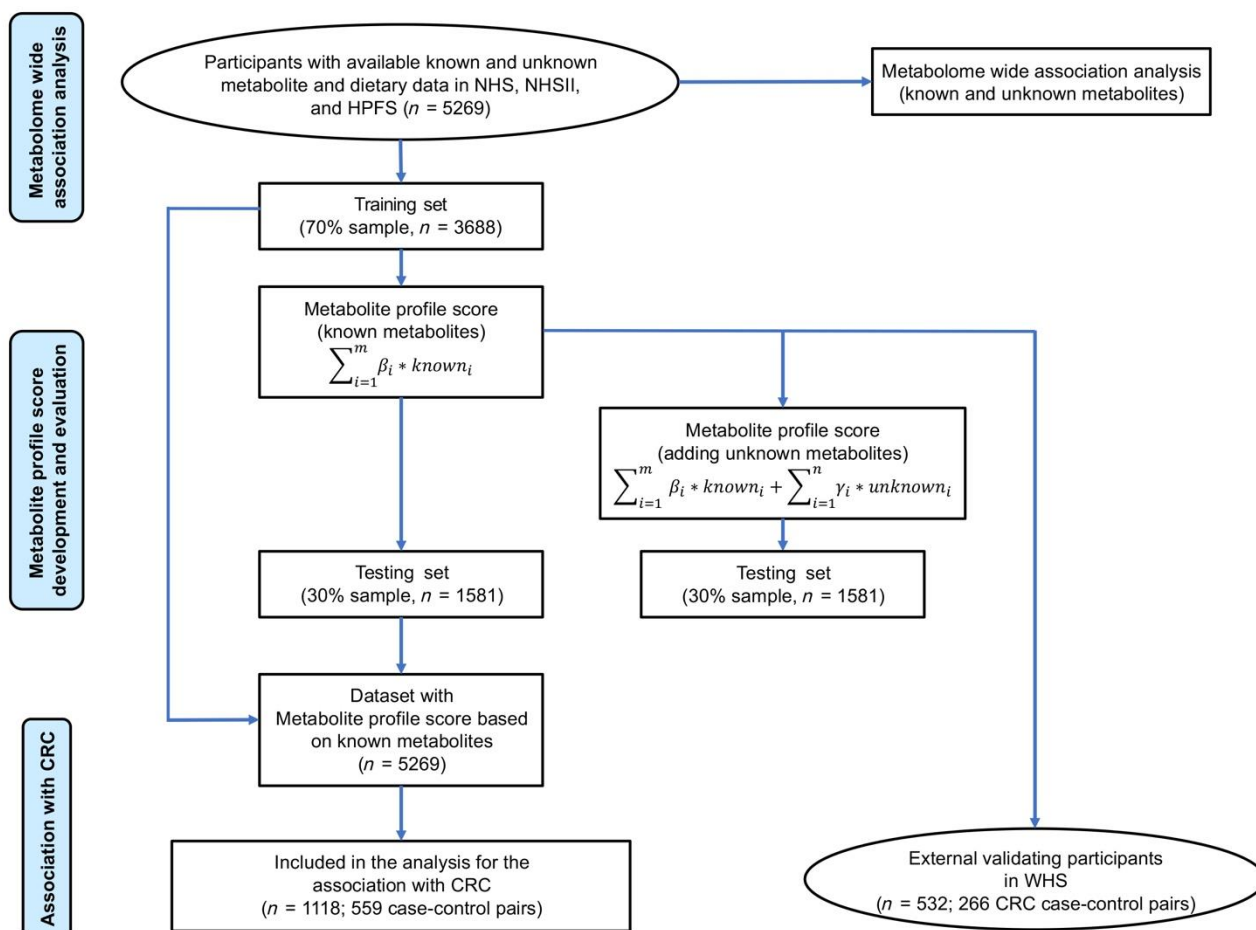 Metabolome wide
association analysis
Participants with available known and unknown
metabolite and dietary data in NHS, NHSII,
and HPFS (n = 5269)
Metabolome wide association analysis
(known and unknown metabolites)
Training set
(70% sample, n = 3688)
Metabolite profile score
development and evaluation
Metabolite profile score
(known metabolites)
∑_{i=1}^{m} β_i * known_i
Metabolite profile score
(adding unknown metabolites)
∑_{i=1}^{m} β_i * known_i + ∑_{i=1}^{n} γ_i * unknown_i
Testing set
(30% sample, n = 1581)
Testing set
(30% sample, n = 1581)
Association with CRC
Dataset with
Metabolite profile score based
on known metabolites
(n = 5269)
Included in the analysis for the
association with CRC
(n = 1118; 559 case-control pairs)
External validating participants
in WHS
(n = 532; 266 CRC case-control pairs)